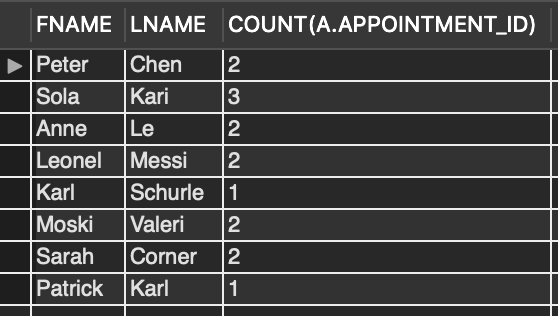 FNAME LNAME COUNT(A.APPOINTMENT_ID)
Peter Chen 2
Sola Kari 3
Anne Le 2
Leonel Messi 2
Karl Schurle 1
Moski Valeri 2
Sarah Corner 2
Patrick Karl 1